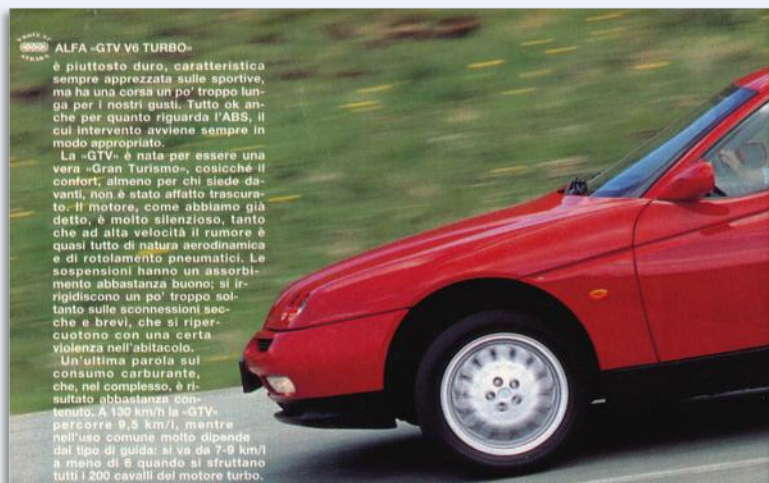 ALFA «GTV V6 TURBO»
è piuttosto duro, caratteristica
sempre apprezzata sulle sportive,
ma ha una corsa un po' troppo lun-
ga per i nostri gusti. Tutto ok an-
che per quanto riguarda l'ABS, il
cui intervento avviene sempre in
modo appropriato.
La «GTV» è nata per essere una
vera «Gran Turismo», cosicché il
confort, almeno per chi siede da-
vanti, non è stato affatto trascura-
to. Il motore, come abbiamo già
detto, è molto silenzioso, tanto
che ad alta velocità il rumore è
quasi tutto di natura aerodinamica
e di rotolamento pneumatici. Le
sospensioni hanno un assorbi-
mento abbastanza buono; si ir-
rigidiscono un po' troppo sol-
tanto sulle sconnessioni sec-
che e brevi, che si riper-
cuotono con una certa
violenza nell'abitacolo.
Un'ultima parola sul
consumo carburante,
che, nel complesso, è ri-
sultato abbastanza con-
tenuto. A 130 km/h la «GTV»
percorre 9,5 km/l, mentre
nell'uso comune molto dipende
dal tipo di guida: si va da 7-9 km/l
a meno di 6 quando si sfruttano
tutti i 200 cavalli del motore turbo.